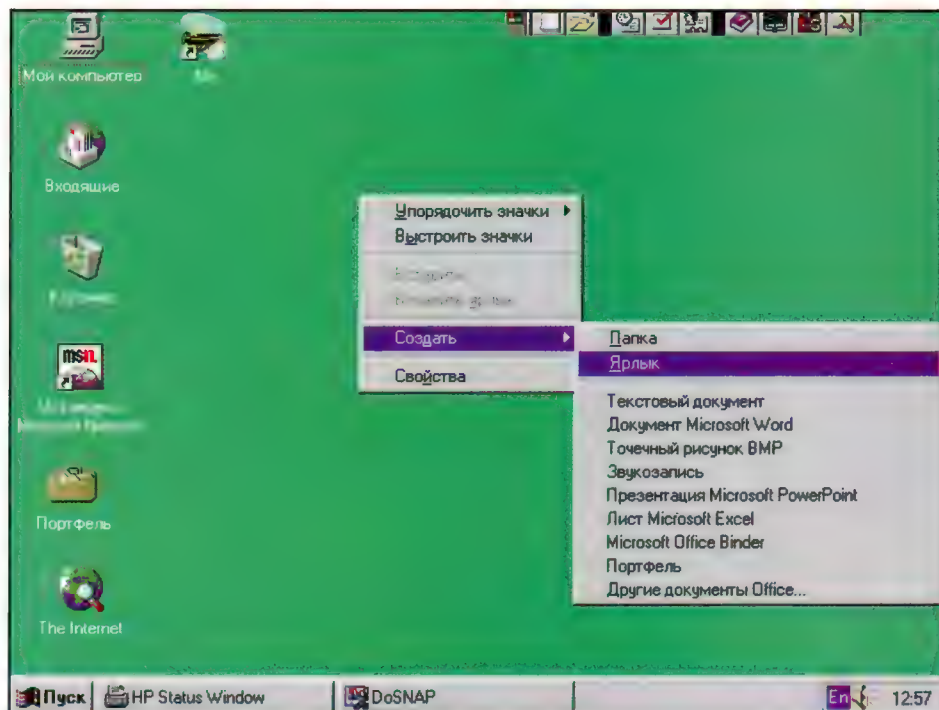 Мой компьютер
Входящие
msn.
Портфель
The Internet
Упорядочить значки
Выстроить значки
Создать
Свойства
Папка
Ярлык
Текстовый документ
Документ Microsoft Word
Точечный рисунок BMP
Звукозапись
Презентация Microsoft PowerPoint
Лист Microsoft Excel
Microsoft Office Binder
Портфель
Другие документы Office...
Пуск HP Status Window DoSNAP En 12:57